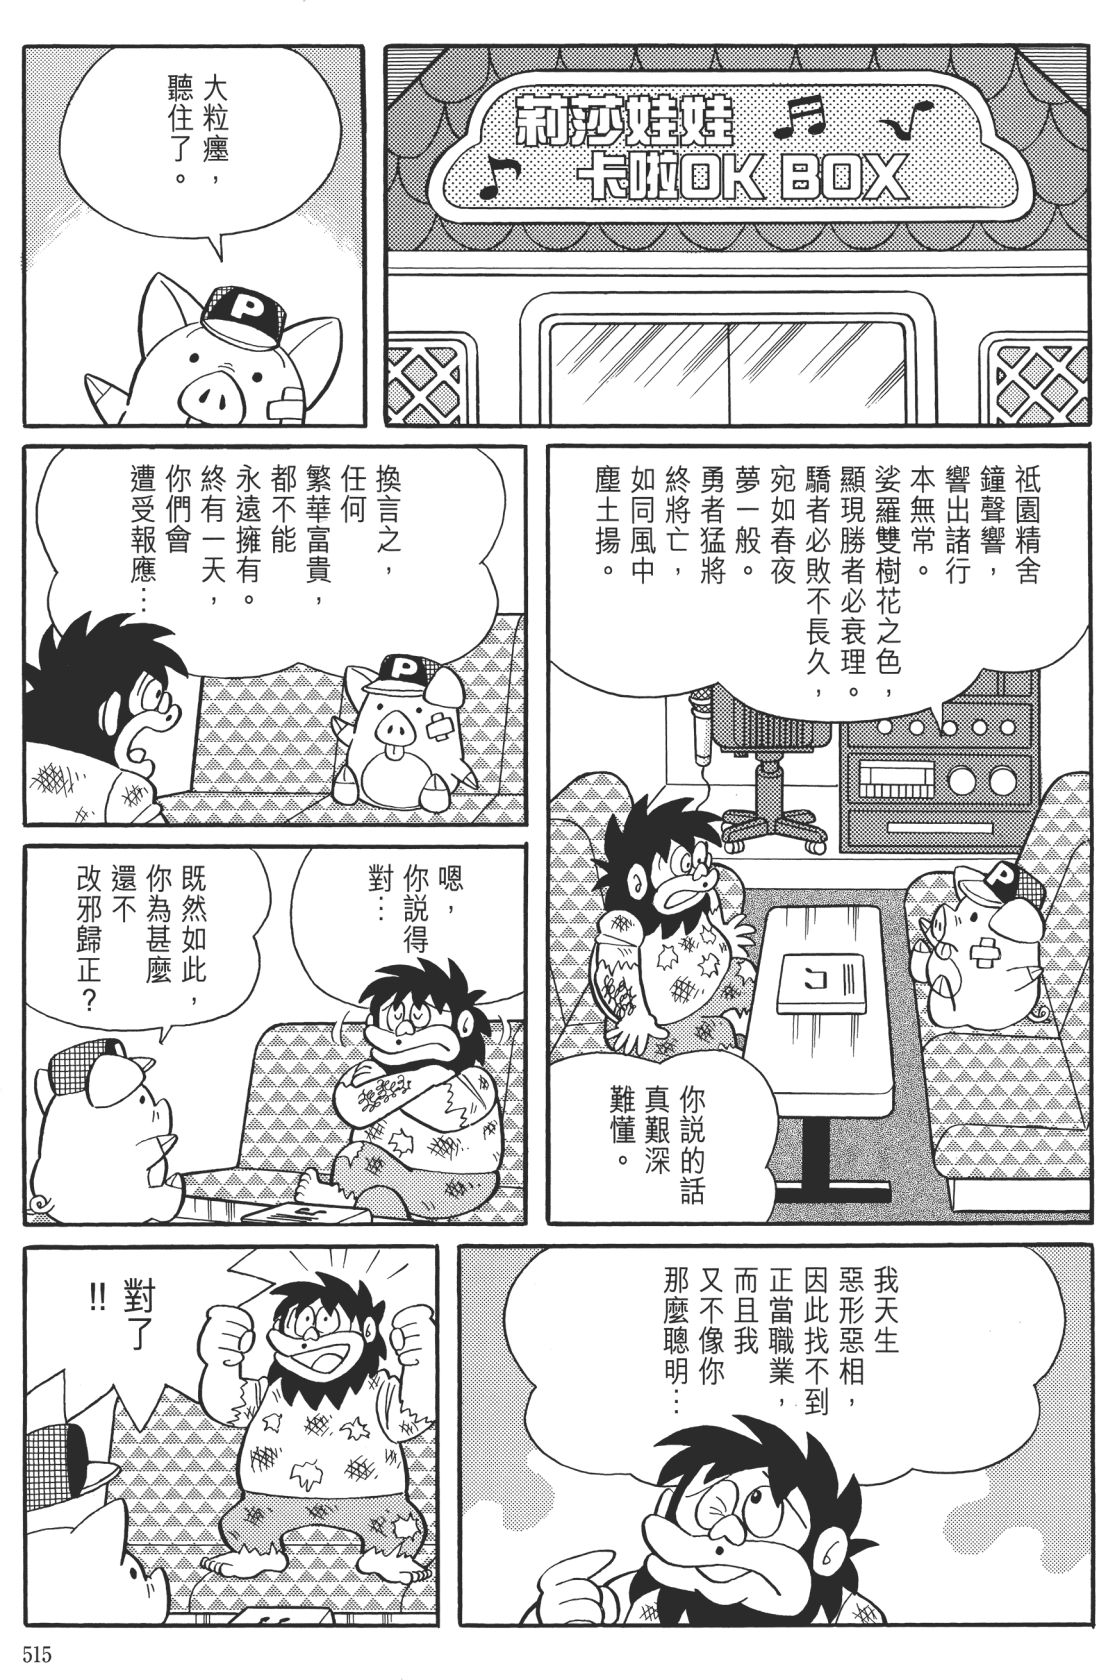 莉莎娃娃
卡啦OK BOX
大粒癦，
聽住了。
P
祇園精舍
鐘聲響，
響出諸行
本無常。
娑羅雙樹花之色，
顯現勝者必衰理。
驕者必敗不長久，
宛如春夜
夢一般。
勇者猛將
終將亡，
如同風中
塵土揚。
P
你說的話
真艱深
難懂。
換言之，
任何
繁華富貴，
都不能
永遠擁有。
終有一天，
你們會
遭受報應…
P
嗯，
你說得
對…
既然如此，
你為甚麼
還不
改邪歸正？
我天生
惡形惡相，
因此找不到
正當職業，
而且我
又不像你
那麼聰明…
對了
!!
515